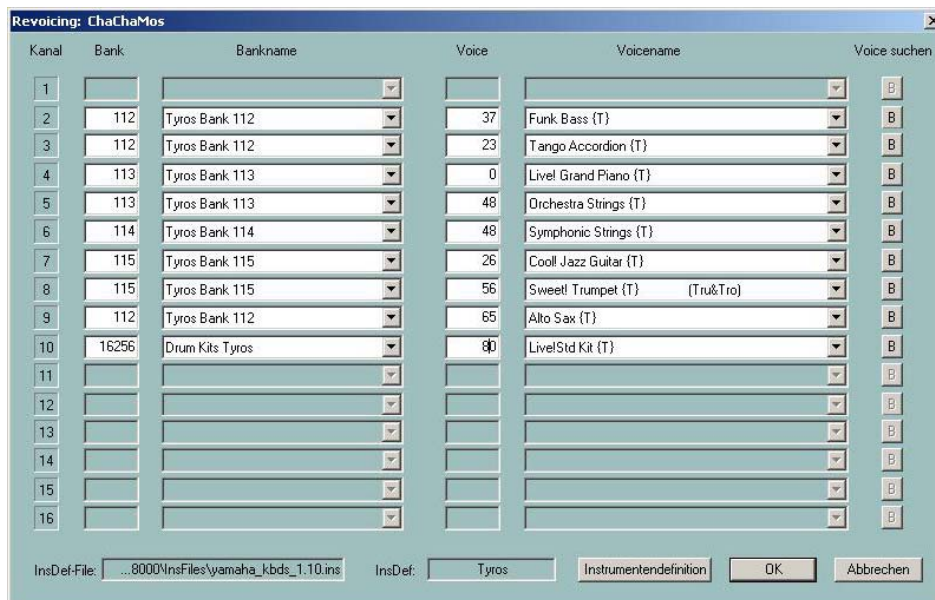 Revoicing: ChaChaMos
Kanal Bank Bankname Voice Voicename Voice suchen
1 B
2 112 Tyros Bank 112 37 Funk Bass {T} B
3 112 Tyros Bank 112 23 Tango Accordion {T} B
4 113 Tyros Bank 113 0 Live! Grand Piano {T} B
5 113 Tyros Bank 113 48 Orchestra Strings {T} B
6 114 Tyros Bank 114 48 Symphonic Strings {T} B
7 115 Tyros Bank 115 26 Cool! Jazz Guitar {T} B
8 115 Tyros Bank 115 56 Sweet! Trumpet {T} (Tru&Tro) B
9 112 Tyros Bank 112 65 Alto Sax {T} B
10 16256 Drum Kits Tyros 80 Live!Std Kit {T} B
11 B
12 B
13 B
14 B
15 B
16 B
InsDef-File: ...8000\InsFiles\yamaha_kbds_1.10.ins InsDef: Tyros Instrumentendefinition OK Abbrechen